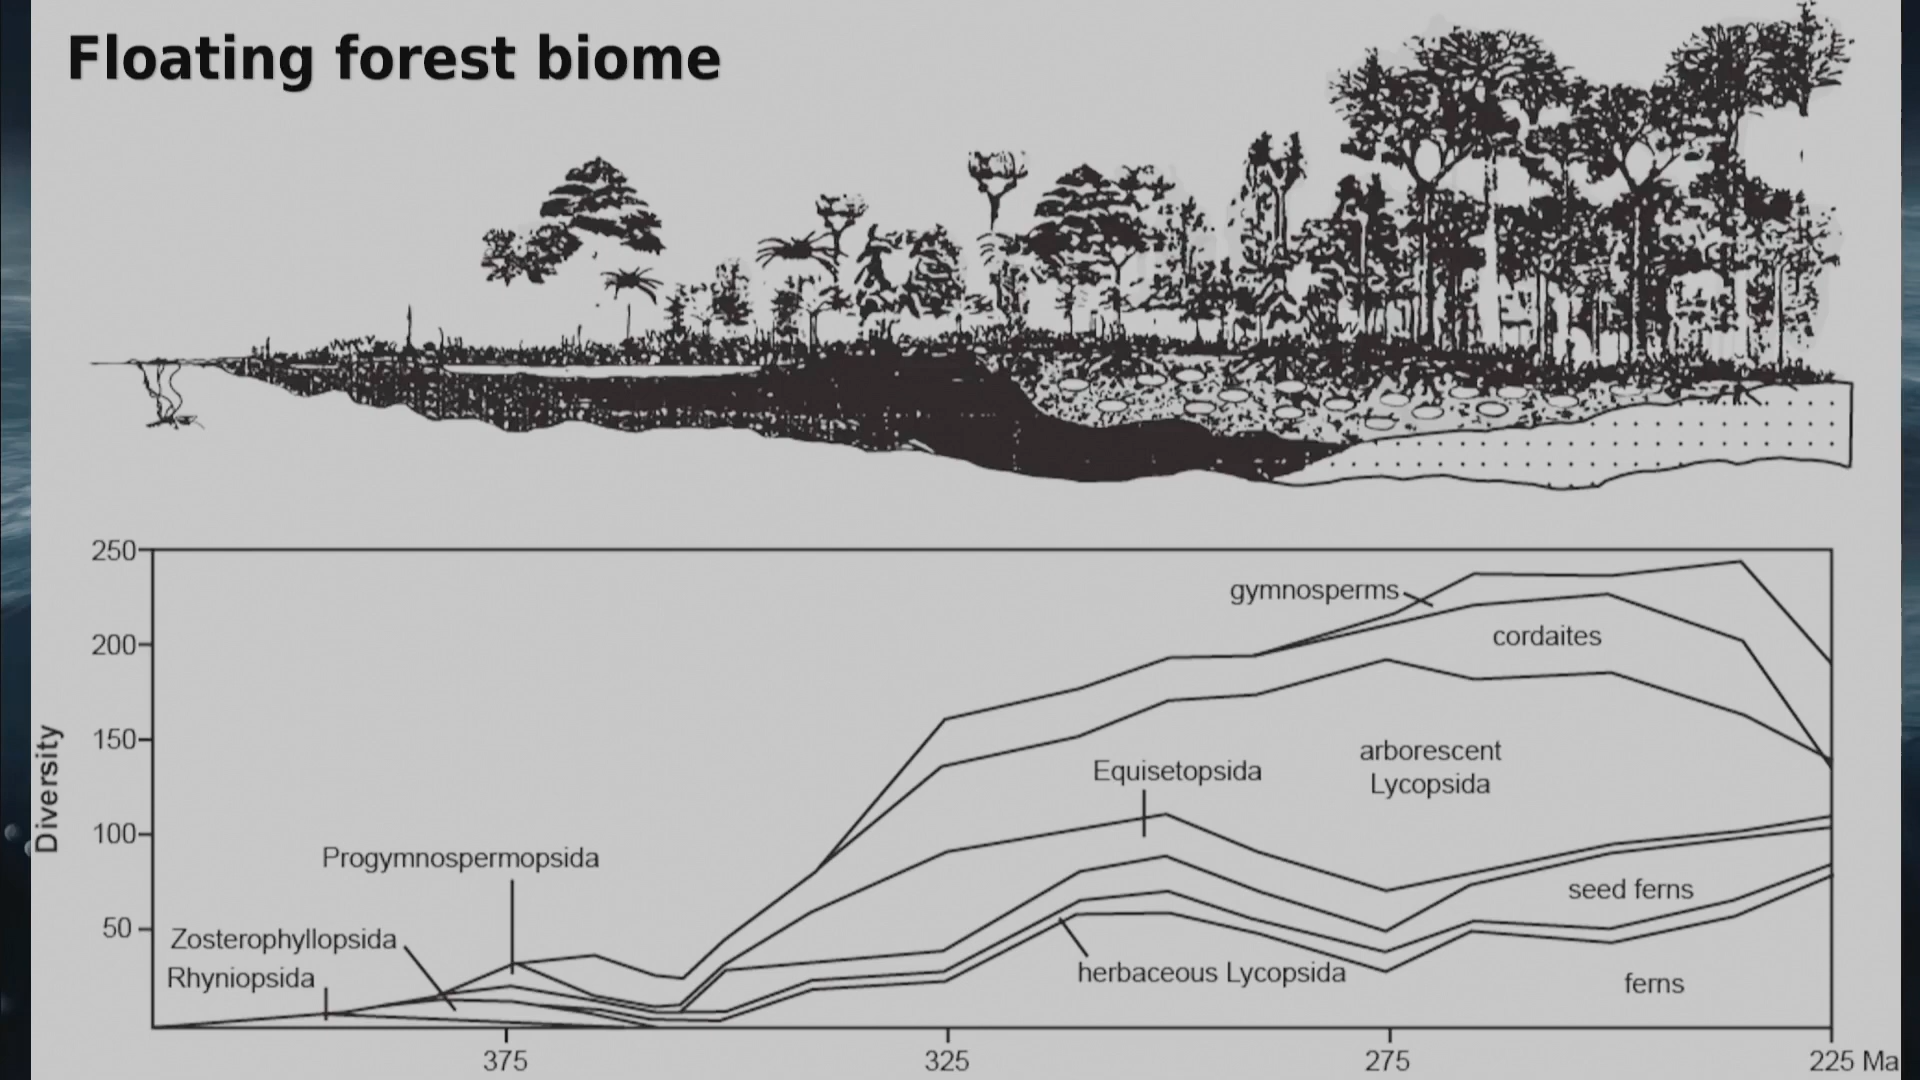 Floating forest biome
250
200
150
100
50
Diversity
gymnosperms
cordaites
arborescent
Lycopsida
Equisetopsida
Progymnospermopsida
Zosterophyllopsida
Rhyniopsida
seed ferns
herbaceous Lycopsida
ferns
375
325
275
225 Ma